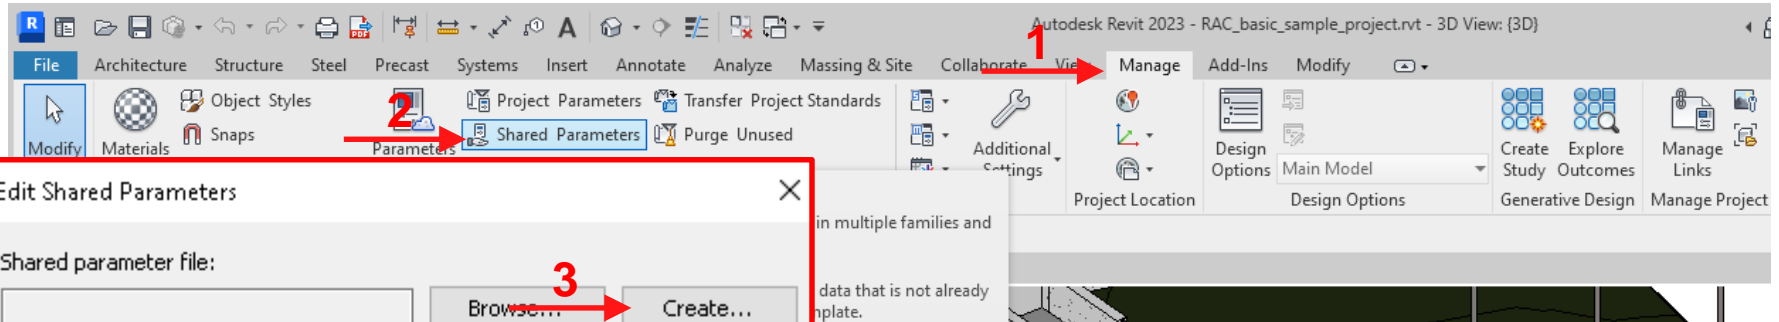 R
Autodesk Revit 2023 - RAC_basic_sample_project.rvt - 3D View: {3D}
1
File Architecture Structure Steel Precast Systems Insert Annotate Analyze Massing & Site Collaborate View Manage Add-Ins Modify
Object Styles
2
Project Parameters Transfer Project Standards
Snaps
Shared Parameters Purge Unused
Modify Materials Parameters
Additional Settings
Design Options
Main Model
Create Study
Explore Outcomes
Manage Links
Project Location Design Options Generative Design Manage Project
Edit Shared Parameters
in multiple families and
Shared parameter file:
3
Browse... Create...
data that is not already
mplate.